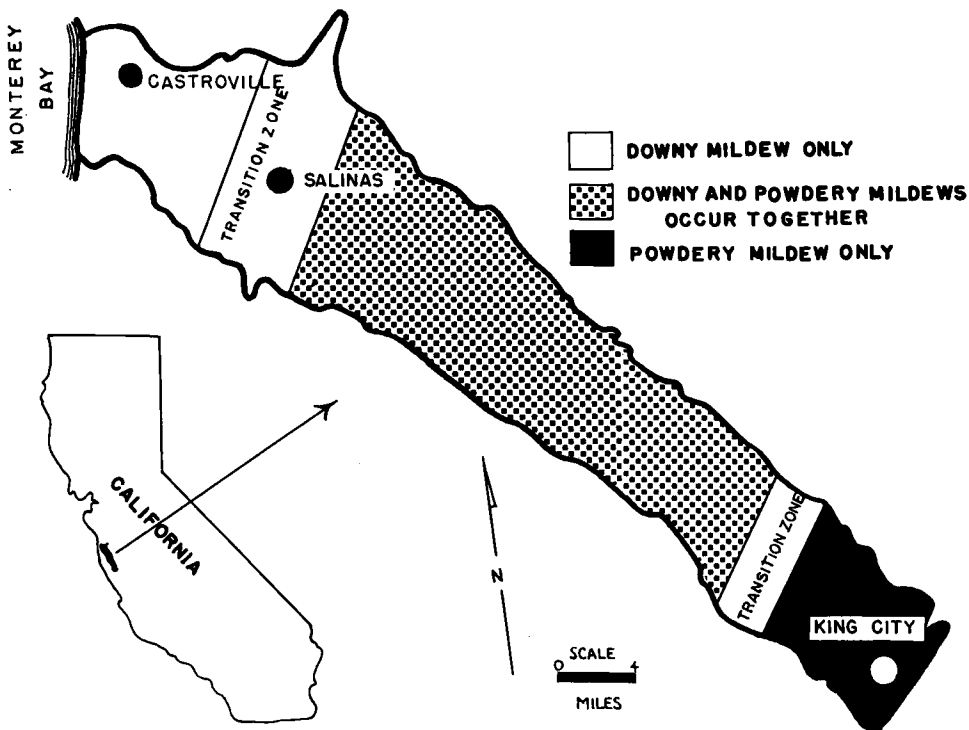 MONTEREY
BAY
CASTROVILLE
TRANSITION ZONE
SALINAS
DOWNY MILDEW ONLY
DOWNY AND POWDERY MILDEWS
OCCUR TOGETHER
POWDERY MILDEW ONLY
CALIFORNIA
N
TRANSITION ZONE
KING CITY
SCALE
0 4
MILES